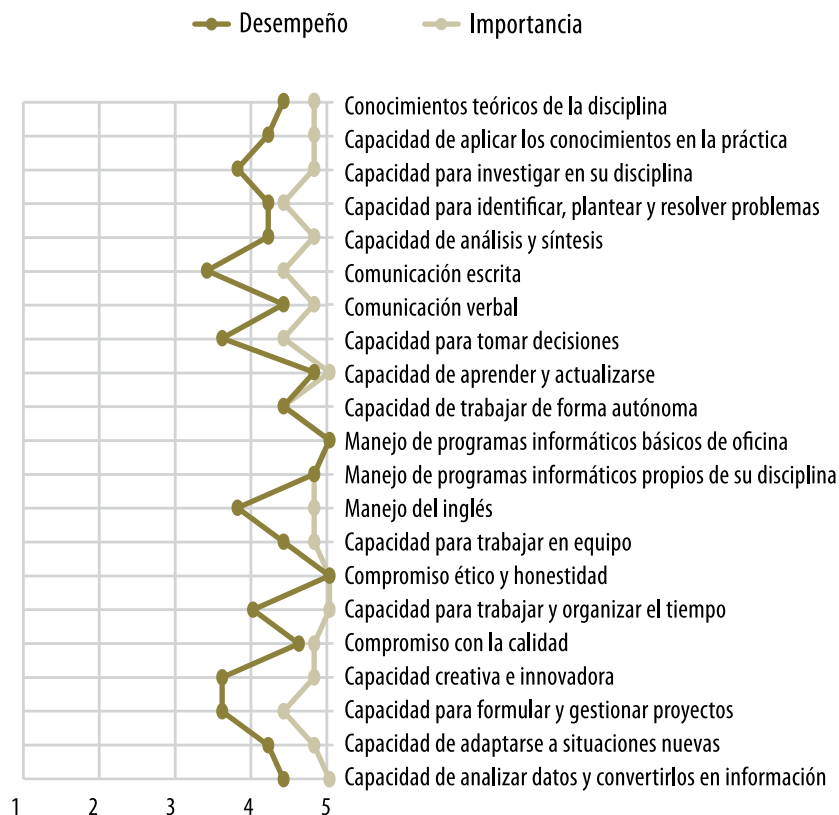 Desempeño Importancia
Conocimientos teóricos de la disciplina
Capacidad de aplicar los conocimientos en la práctica
Capacidad para investigar en su disciplina
Capacidad para identificar, plantear y resolver problemas
Capacidad de análisis y síntesis
Comunicación escrita
Comunicación verbal
Capacidad para tomar decisiones
Capacidad de aprender y actualizarse
Capacidad de trabajar de forma autónoma
Manejo de programas informáticos básicos de oficina
Manejo de programas informáticos propios de su disciplina
Manejo del inglés
Capacidad para trabajar en equipo
Compromiso ético y honestidad
Capacidad para trabajar y organizar el tiempo
Compromiso con la calidad
Capacidad creativa e innovadora
Capacidad para formular y gestionar proyectos
Capacidad de adaptarse a situaciones nuevas
Capacidad de analizar datos y convertirlos en información
1 2 3 4 5